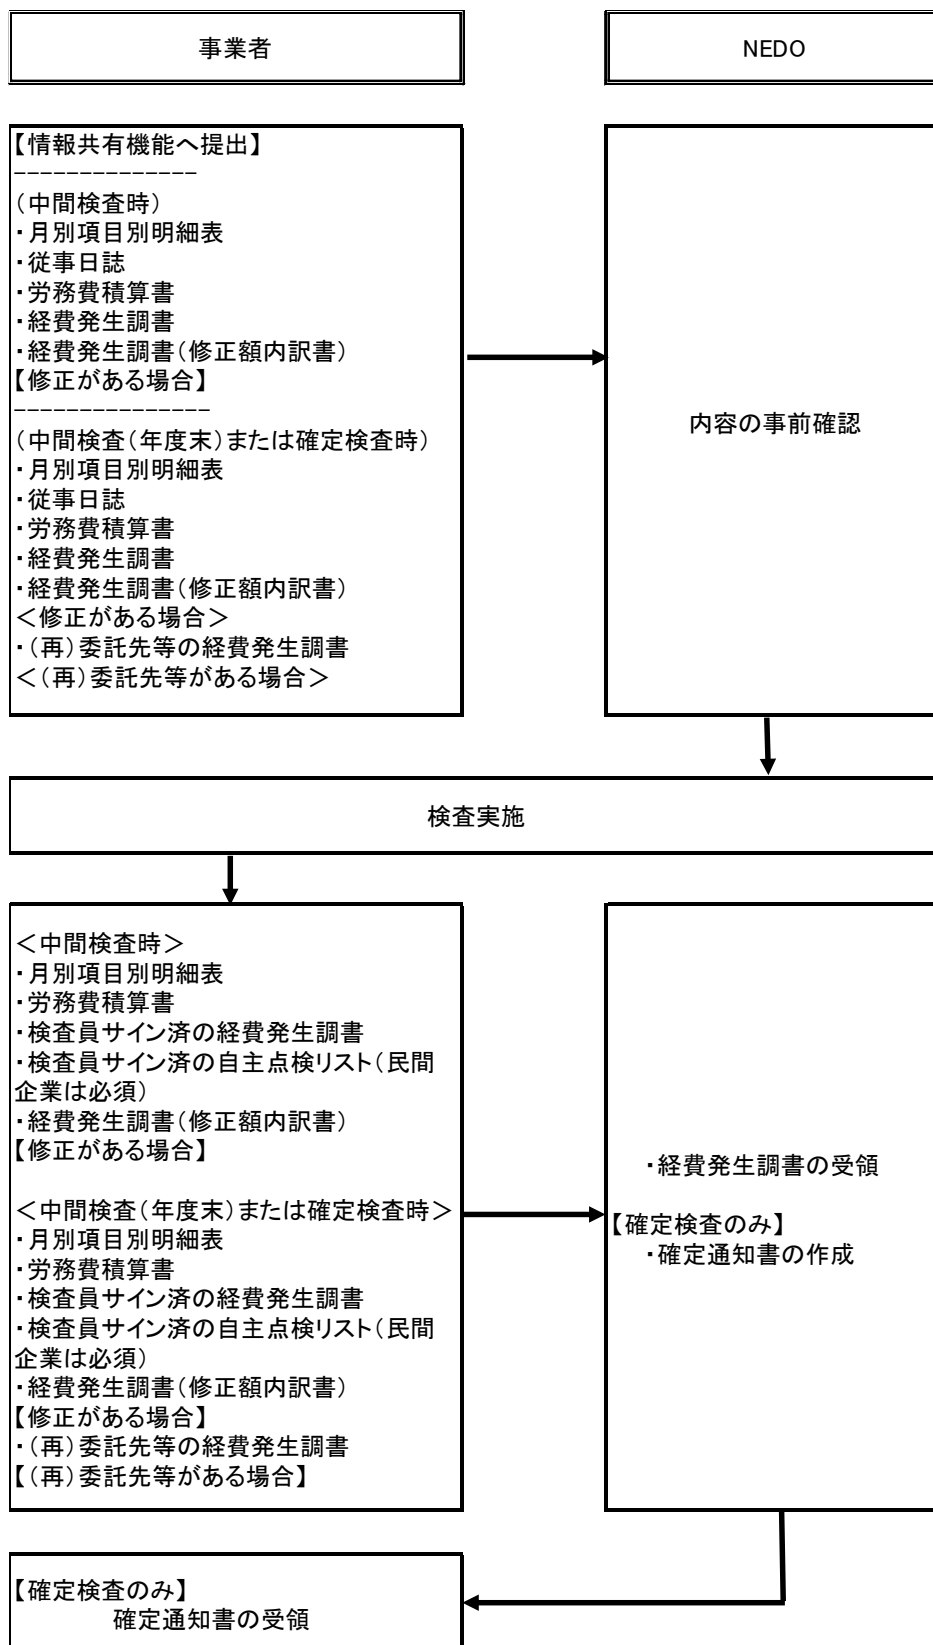 事業者
NEDO
【情報共有機能へ提出】
--------------
(中間検査時)
・月別項目別明細表
・従事日誌
・労務費積算書
・経費発生調書
・経費発生調書(修正額内訳書)
【修正がある場合】
---------------
(中間検査(年度末)または確定検査時)
・月別項目別明細表
・従事日誌
・労務費積算書
・経費発生調書
・経費発生調書(修正額内訳書)
＜修正がある場合＞
・(再)委託先等の経費発生調書
＜(再)委託先等がある場合＞
内容の事前確認
検査実施
＜中間検査時＞
・月別項目別明細表
・労務費積算書
・検査員サイン済の経費発生調書
・検査員サイン済の自主点検リスト(民間
企業は必須)
・経費発生調書(修正額内訳書)
【修正がある場合】
＜中間検査(年度末)または確定検査時＞
・月別項目別明細表
・労務費積算書
・検査員サイン済の経費発生調書
・検査員サイン済の自主点検リスト(民間
企業は必須)
・経費発生調書(修正額内訳書)
【修正がある場合】
・(再)委託先等の経費発生調書
【(再)委託先等がある場合】
・経費発生調書の受領
【確定検査のみ】
・確定通知書の作成
【確定検査のみ】
確定通知書の受領